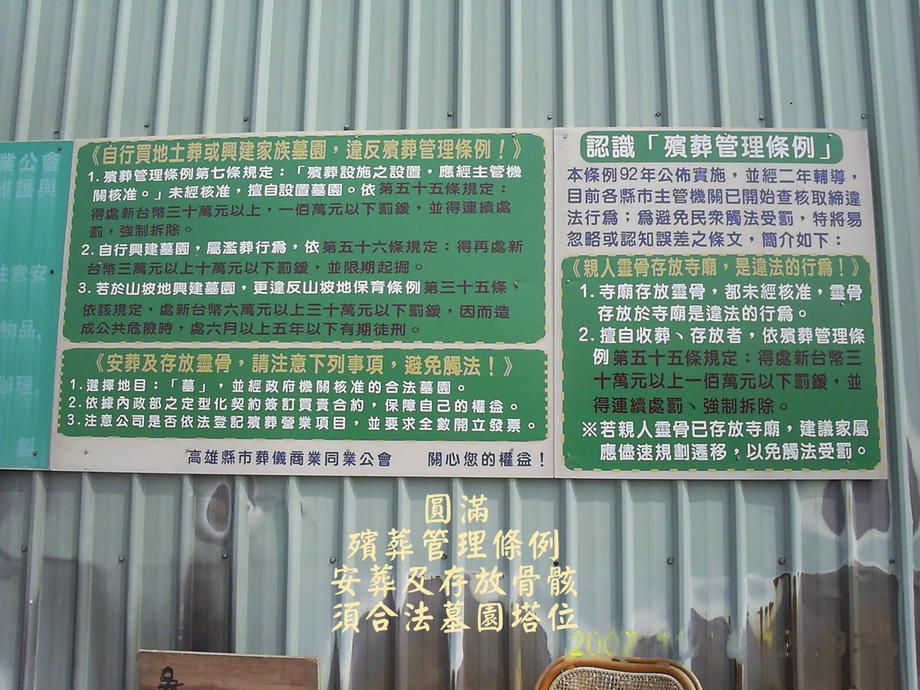 業公會
維護與
注意安
物品，
辦理。
製
《自行買地土葬或興建家族墓園，違反殯葬管理條例！》
1. 殯葬管理條例第七條規定：「殯葬設施之設置，應經主管機
關核准。」未經核准，擅自設置墓園。依第五十五條規定：
得處新台幣三十萬元以上，一佰萬元以下罰鍰，並得連續處
罰，強制拆除。
2. 自行興建墓園，屬濫葬行為，依第五十六條規定：得再處新
台幣三萬元以上十萬元以下罰鍰，並限期起掘。
3. 若於山坡地興建墓園，更違反山坡地保育條例第三十五條、
依該規定，處新台幣六萬元以上三十萬元以下罰鍰，因而造
成公共危險時，處六月以上五年以下有期徒刑。
《安葬及存放靈骨，請注意下列事項，避免觸法！》
1. 選擇地目：「墓」，並經政府機關核准的合法墓園。
2. 依據內政部之定型化契約簽訂買賣合約，保障自己的權益。
3. 注意公司是否依法登記殯葬營業項目，並要求全數開立發票。
高雄縣市葬儀商業同業公會 關心您的權益！
認識「殯葬管理條例」
本條例92年公佈實施，並經二年輔導，
目前各縣市主管機關已開始查核取締違
法行為；為避免民眾觸法受罰，特將易
忽略或認知誤差之條文，簡介如下：
《親人靈骨存放寺廟，是違法的行為！》
1. 寺廟存放靈骨，都未經核准，靈骨
存放於寺廟是違法的行為。
2. 擅自收葬、存放者，依殯葬管理條
例第五十五條規定：得處新台幣三
十萬元以上一佰萬元以下罰鍰，並
得連續處罰、強制拆除。
※若親人靈骨已存放寺廟，建議家屬
應儘速規劃遷移，以免觸法受罰。
圓滿
殯葬管理條例
安葬及存放骨骸
須合法墓園塔位